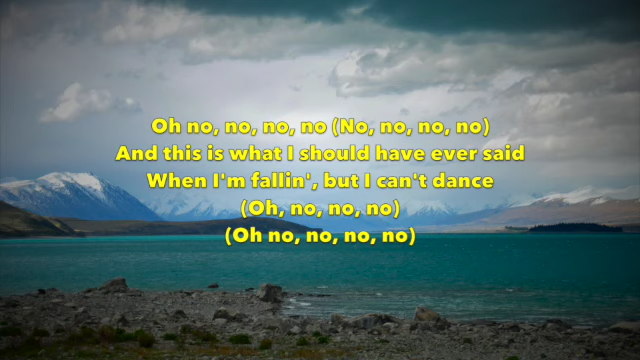 Oh no, no, no, no (No, no, no, no)
And this is what I should have ever said
When I'm fallin', but I can't dance
(Oh, no, no, no)
(Oh no, no, no, no)